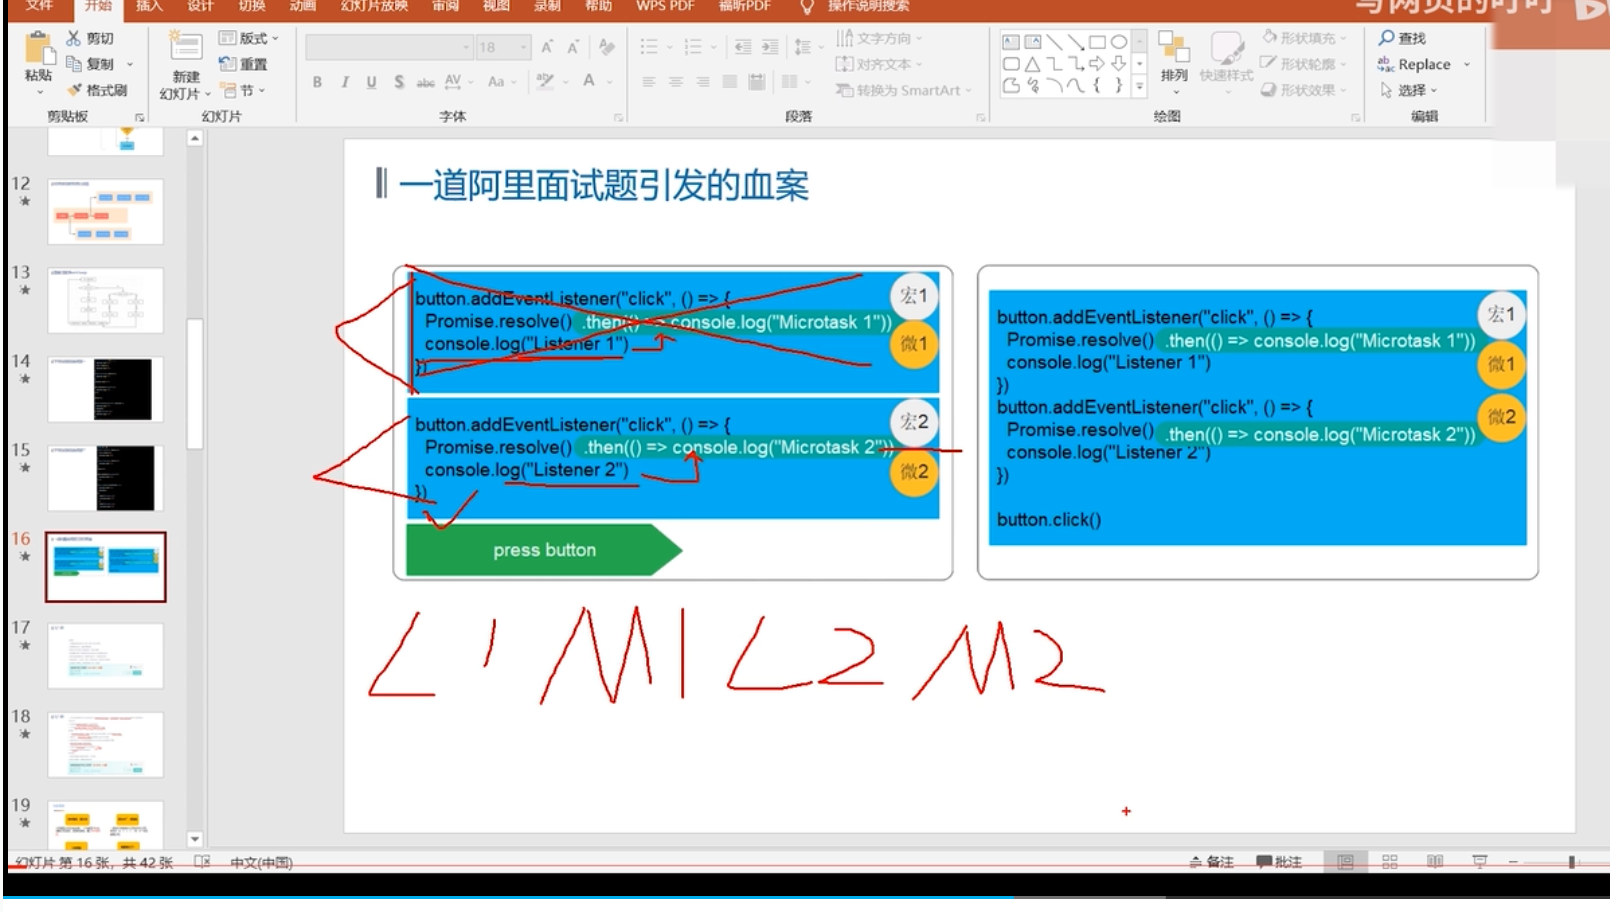 文件 开始 插入 设计 切换 动画 幻灯片放映 审阅 视图 录制 帮助 WPS PDF 福昕PDF 操作说明搜索
粘贴
剪切
复制
格式刷
剪贴板
新建
幻灯片
版式
重置
节
幻灯片
18
B I U S abc AV Aa A
字体
文字方向
对齐文本
转换为 SmartArt
段落
排列
快速样式
形状填充
形状轮廓
形状效果
绘图
查找
Replace
选择
编辑
12
13
14
15
16
17
18
19
一道阿里面试题引发的血案
button.addEventListener("click", () => {
Promise.resolve() .then(() => console.log("Microtask 1"))
console.log("Listener 1")
})
宏1
微1
button.addEventListener("click", () => {
Promise.resolve() .then(() => console.log("Microtask 2"))
console.log("Listener 2")
})
宏2
微2
press button
button.addEventListener("click", () => {
Promise.resolve() .then(() => console.log("Microtask 1"))
console.log("Listener 1")
})
button.addEventListener("click", () => {
Promise.resolve() .then(() => console.log("Microtask 2"))
console.log("Listener 2")
})
button.click()
宏1
微1
微2
L1 M1 L2 M2
幻灯片 第 16 张，共 42 张 中文(中国) 备注 批注